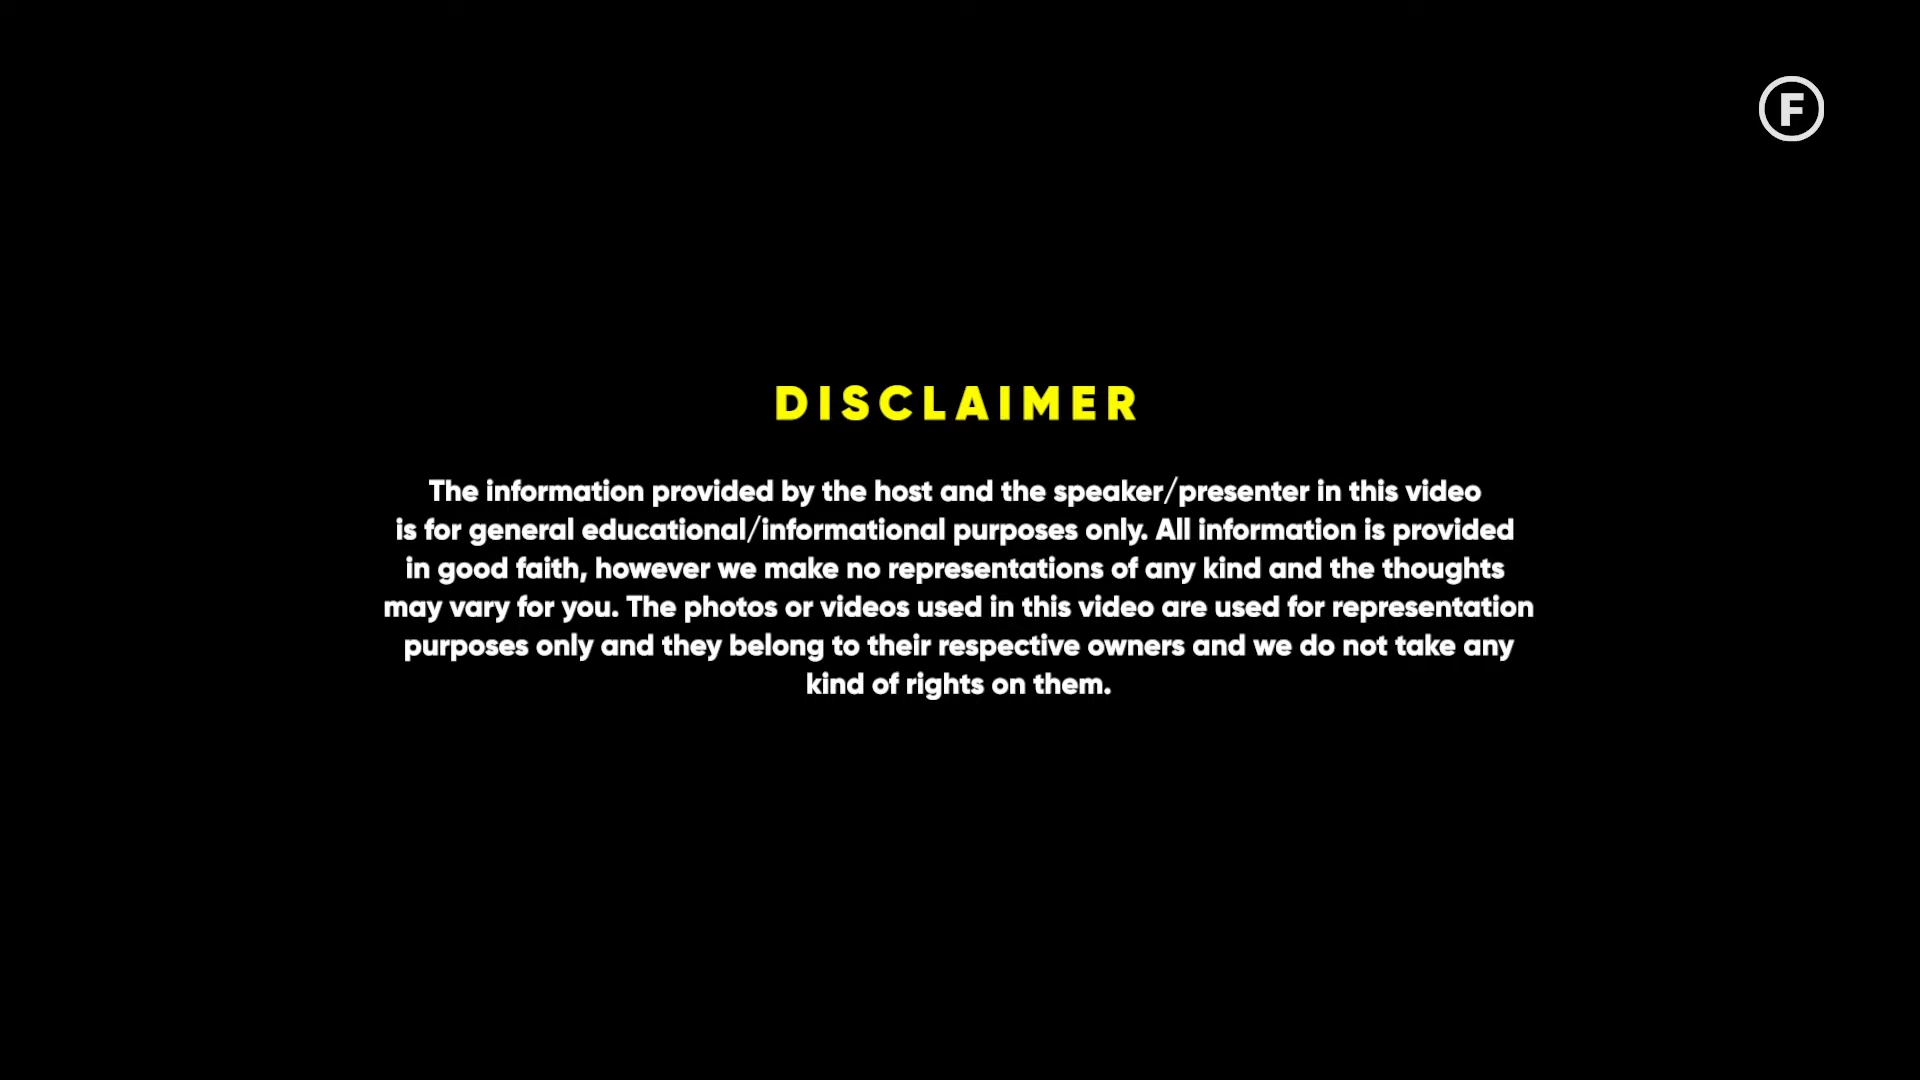 F
DISCLAIMER
The information provided by the host and the speaker/presenter in this video
is for general educational/informational purposes only. All information is provided
in good faith, however we make no representations of any kind and the thoughts
may vary for you. The photos or videos used in this video are used for representation
purposes only and they belong to their respective owners and we do not take any
kind of rights on them.